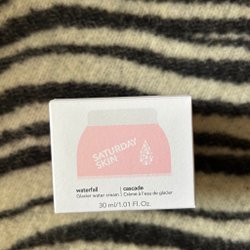 SATURDAY
SKIN
waterfall | cascade
Glacier water cream | Crème à l'eau de glacier
30 ml/1.01 Fl. Oz.